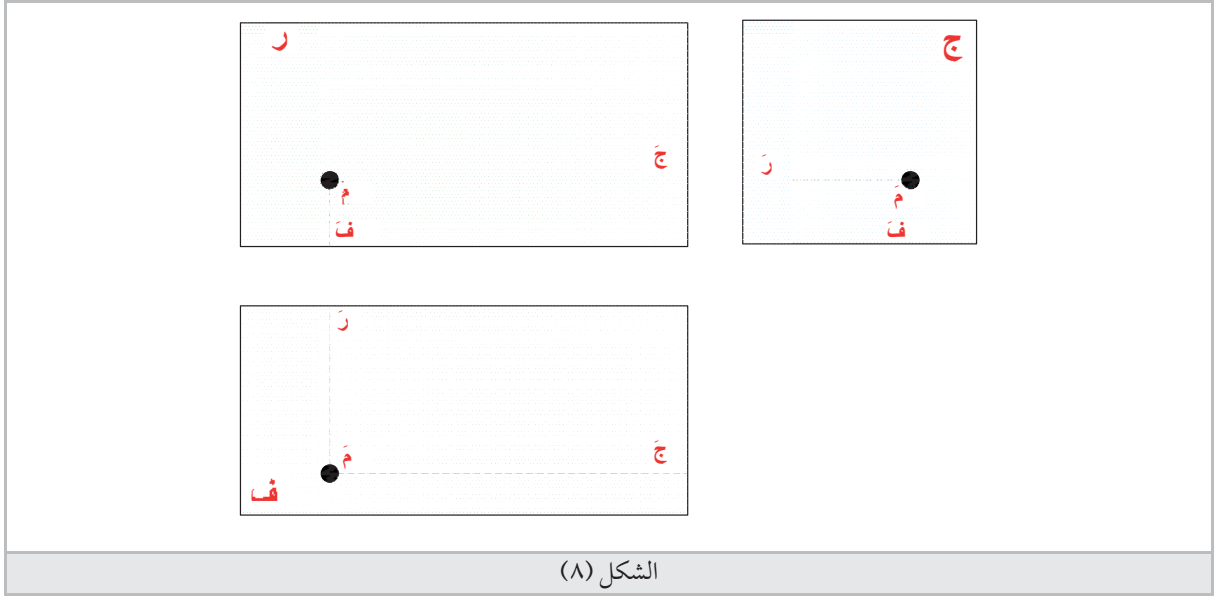 ر
جَ
مَ
فَ
ج
رَ
مَ
فَ
رَ
مَ
جَ
ف
الشكل (٨)